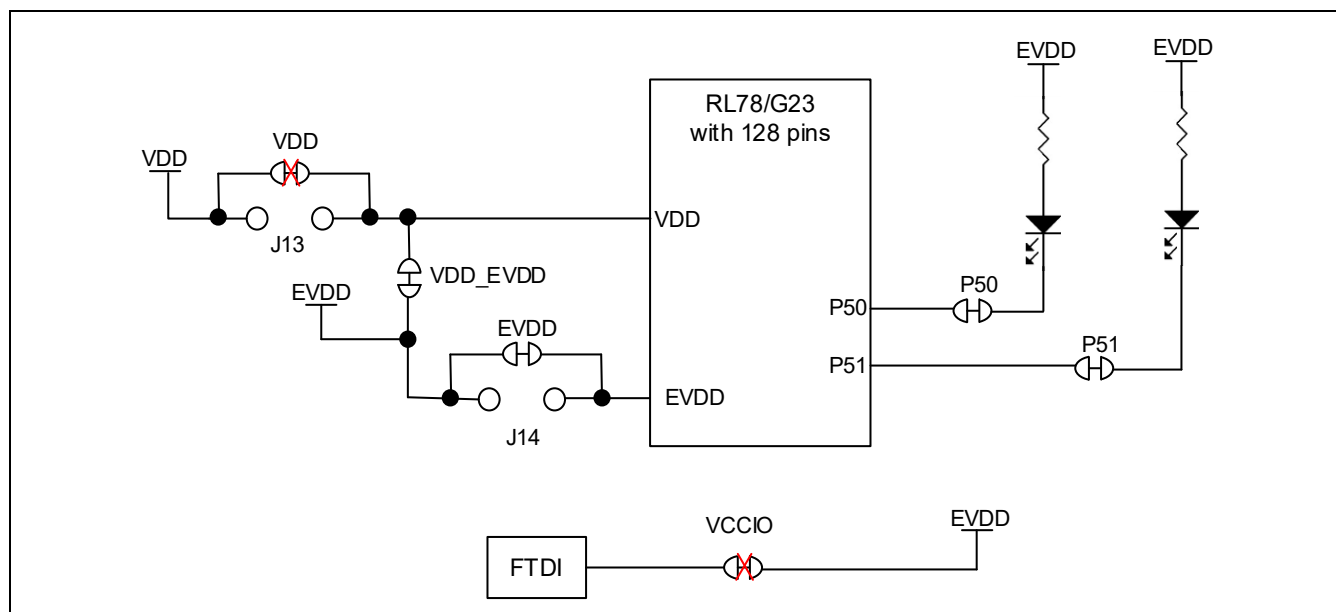 EVDD
EVDD
RL78/G23
with 128 pins
VDD
VDD
VDD
J13
VDD_EVDD
EVDD
P50
P50
EVDD
P51
P51
EVDD
J14
VCCIO
EVDD
FTDI